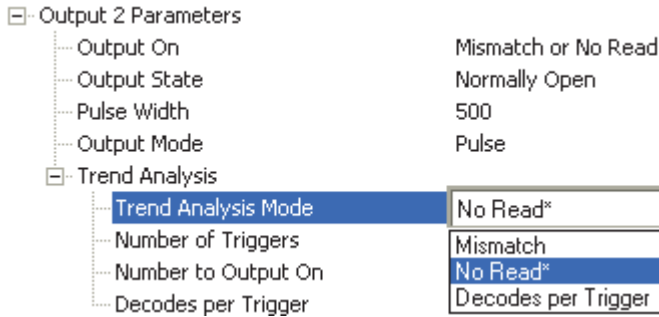 Output 2 Parameters
Output On Mismatch or No Read
Output State Normally Open
Pulse Width 500
Output Mode Pulse
Trend Analysis
Trend Analysis Mode No Read*
Number of Triggers Mismatch
Number to Output On No Read*
Decodes per Trigger Decodes per Trigger